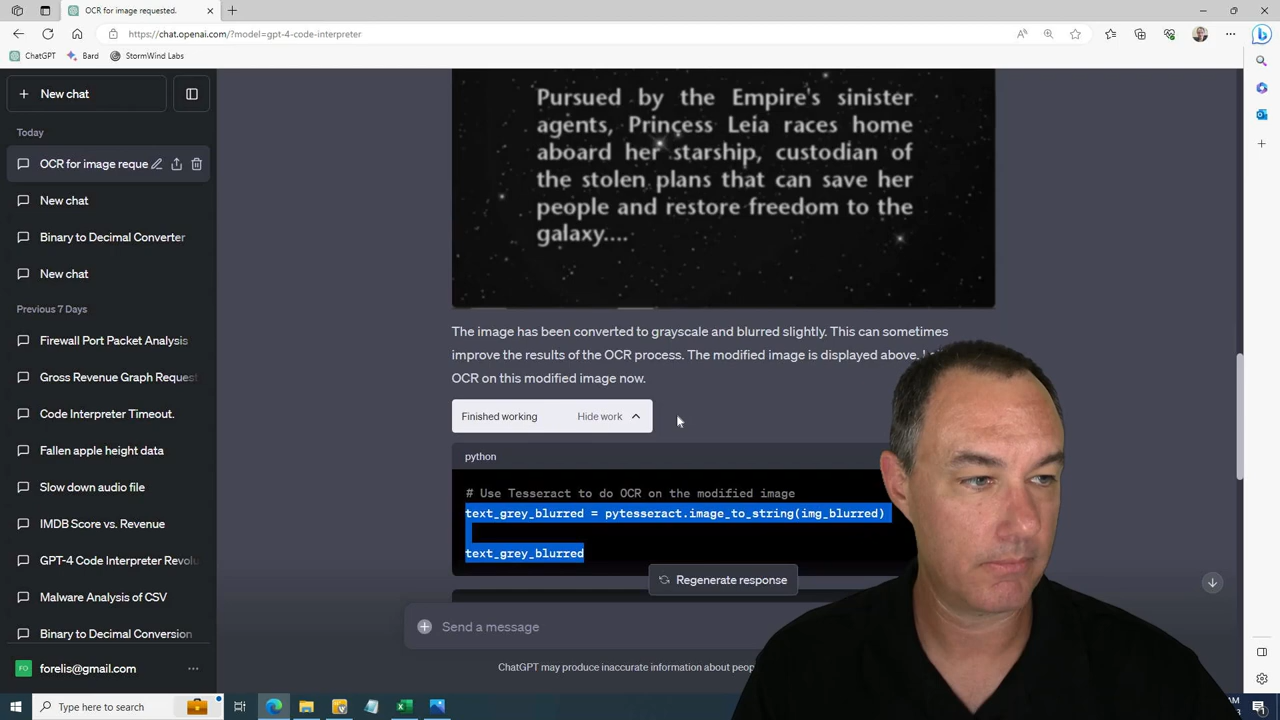 OCR for image requested.
https://chat.openai.com/?model=gpt-4-code-interpreter
ChatGPT
Bard
StormWind Labs
New chat
Today
OCR for image reque
New chat
Binary to Decimal Converter
New chat
Previous 7 Days
Firewall Port Packet Analysis
Gross Revenue Graph Request
Code Interpreter Timeout.
Fallen apple height data
Slow down audio file
IMDB Score vs. Revenue
GPT-4 Code Interpreter Revol
Malware Analysis of CSV
Binary to Decimal Conversion
FO forelis@gmail.com
Pursued by the Empire's sinister
agents, Princess Leia races home
aboard her starship, custodian of
the stolen plans that can save her
people and restore freedom to the
galaxy....
The image has been converted to grayscale and blurred slightly. This can sometimes
improve the results of the OCR process. The modified image is displayed above.
OCR on this modified image now.
Finished working Hide work
python
# Use Tesseract to do OCR on the modified image
text_grey_blurred = pytesseract.image_to_string(img_blurred)
text_grey_blurred
Regenerate response
Send a message
ChatGPT may produce inaccurate information about
Type here to search